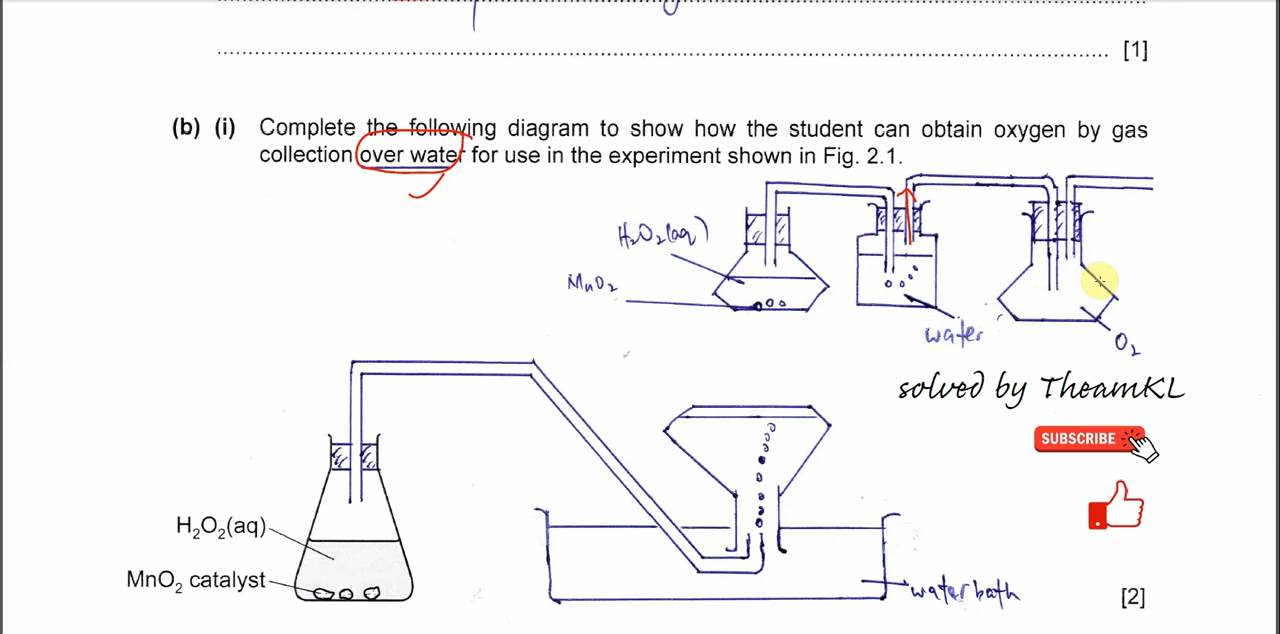 [1]
(b) (i) Complete the following diagram to show how the student can obtain oxygen by gas
collection over water for use in the experiment shown in Fig. 2.1.
H₂O₂(aq)
MnO₂
water
O₂
solved by TheamKL
SUBSCRIBE
H₂O₂(aq)
MnO₂ catalyst
water bath
[2]